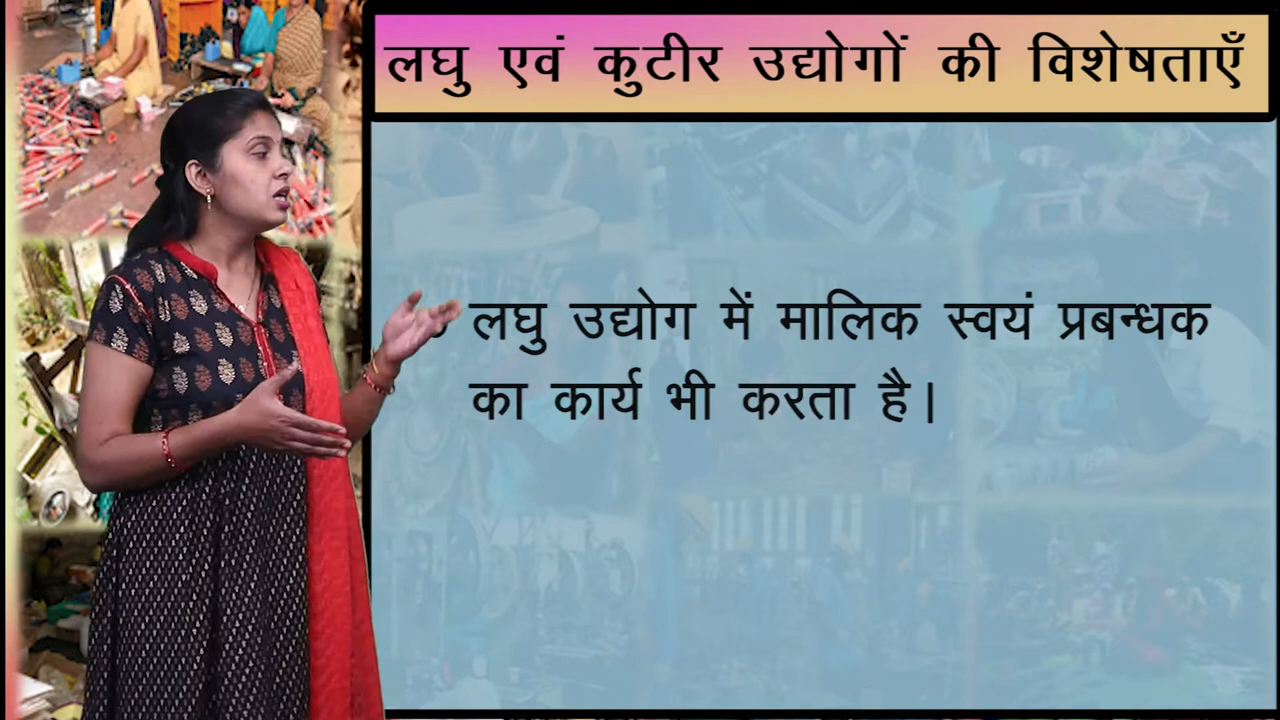 लघु एवं कुटीर उद्योगों की विशेषताएँ
लघु उद्योग में मालिक स्वयं प्रबन्धक
का कार्य भी करता है।